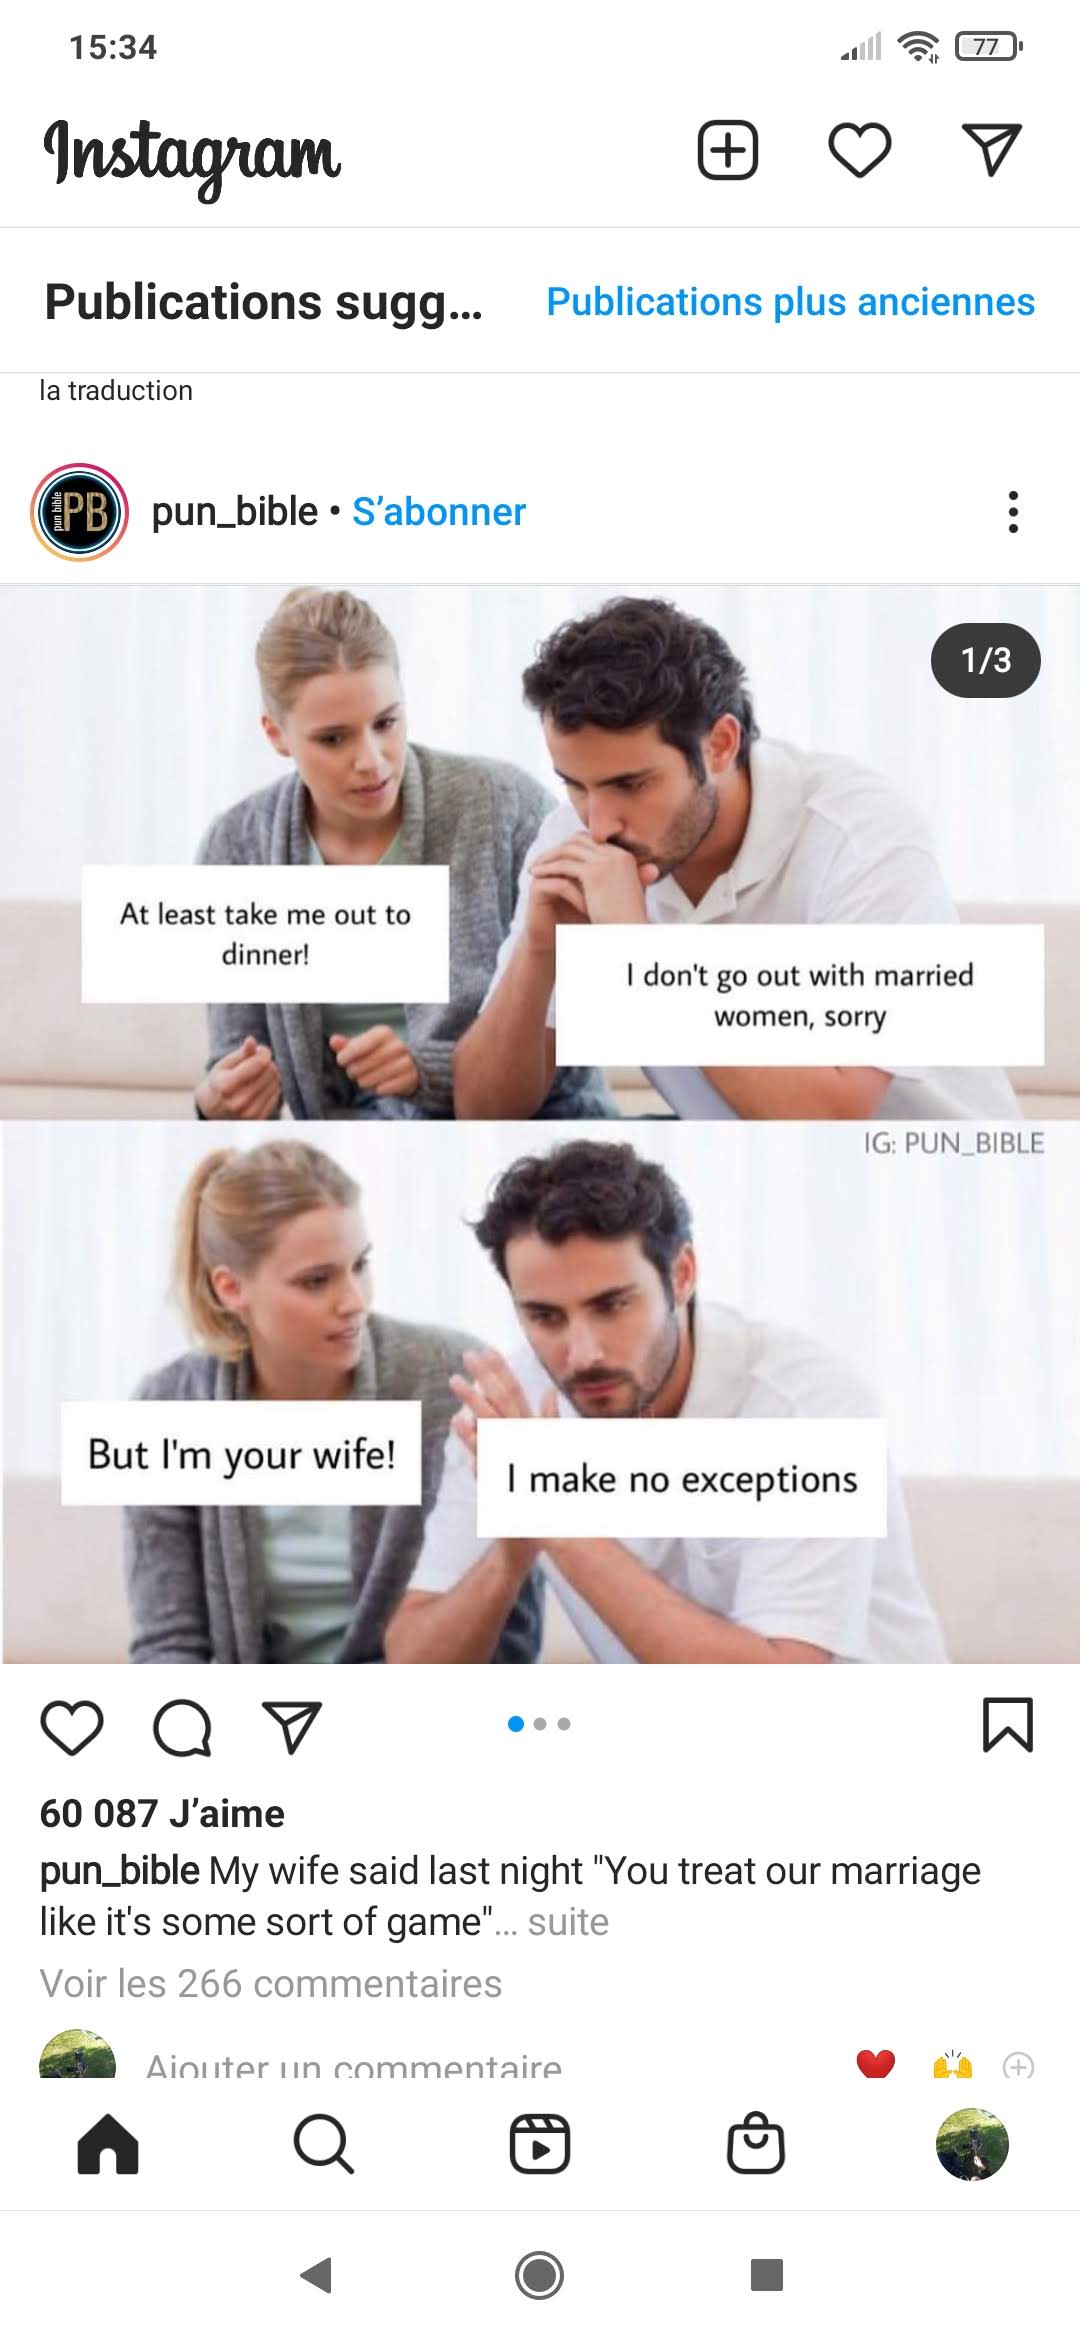 15:34
77
Instagram
Publications sugg...
Publications plus anciennes
la traduction
pun bible
PB
pun_bible • S’abonner
1/3
At least take me out to
dinner!
I don't go out with married
women, sorry
IG: PUN_BIBLE
But I'm your wife!
I make no exceptions
60 087 J’aime
pun_bible My wife said last night "You treat our marriage
like it's some sort of game"... suite
Voir les 266 commentaires
Ajouter un commentaire